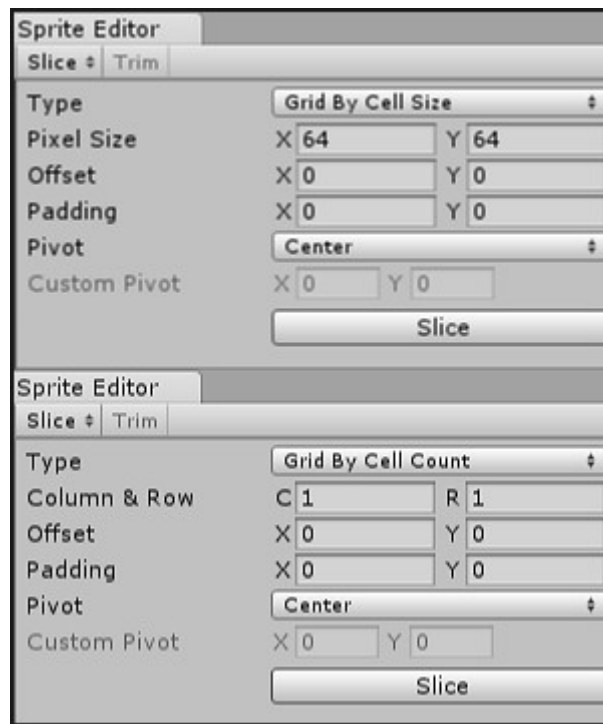 Sprite Editor
Slice Trim
Type Grid By Cell Size
Pixel Size X 64 Y 64
Offset X 0 Y 0
Padding X 0 Y 0
Pivot Center
Custom Pivot X 0 Y 0
Slice
Sprite Editor
Slice Trim
Type Grid By Cell Count
Column & Row C 1 R 1
Offset X 0 Y 0
Padding X 0 Y 0
Pivot Center
Custom Pivot X 0 Y 0
Slice